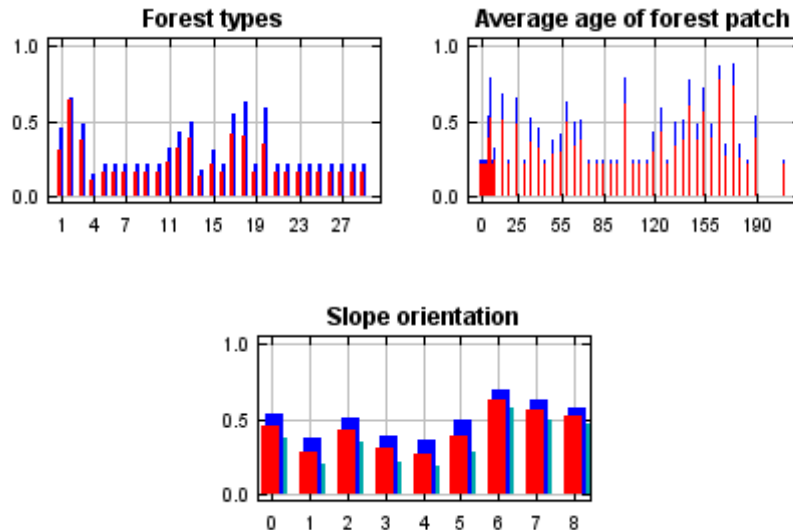 Forest types
Average age of forest patch
1.0
0.5
0.0
1 4 7 11 15 19 23 27
1.0
0.5
0.0
0 25 55 85 120 155 190
Slope orientation
1.0
0.5
0.0
0 1 2 3 4 5 6 7 8